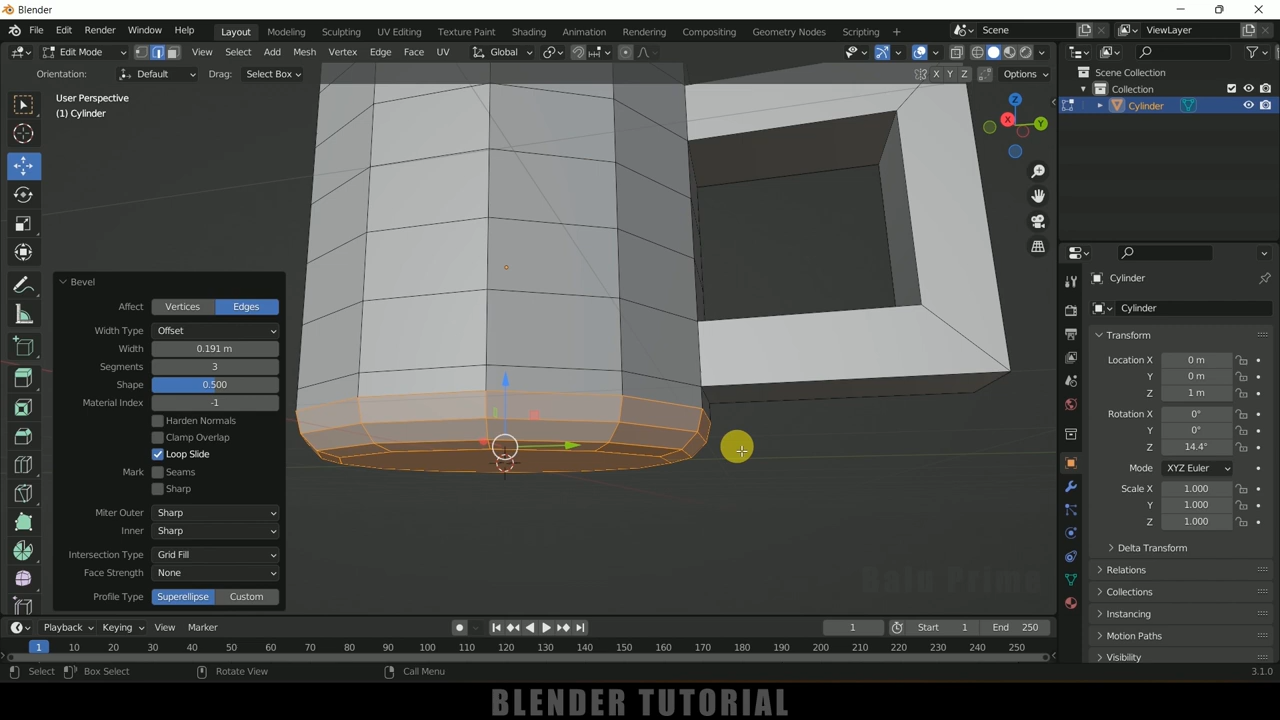 Blender
File Edit Render Window Help Layout Modeling Sculpting UV Editing Texture Paint Shading Animation Rendering Compositing Geometry Nodes Scripting + Scene ViewLayer
Edit Mode View Select Add Mesh Vertex Edge Face UV Global
Orientation: Default Drag: Select Box X Y Z Options
User Perspective
(1) Cylinder
Scene Collection
Collection
Cylinder
Z
X
Y
Bevel
Affect Vertices Edges
Width Type Offset
Width 0.191 m
Segments 3
Shape 0.500
Material Index -1
Harden Normals
Clamp Overlap
Loop Slide
Mark Seams
Sharp
Miter Outer Sharp
Inner Sharp
Intersection Type Grid Fill
Face Strength None
Profile Type Superellipse Custom
Cylinder
Cylinder
Transform
Location X 0 m
Y 0 m
Z 1 m
Rotation X 0°
Y 0°
Z 14.4°
Mode XYZ Euler
Scale X 1.000
Y 1.000
Z 1.000
Delta Transform
Relations
Collections
Instancing
Motion Paths
Visibility
Bala Prime
Playback Keying View Marker 1 Start 1 End 250
1 10 20 30 40 50 60 70 80 90 100 110 120 130 140 150 160 170 180 190 200 210 220 230 240 250
Select Box Select Rotate View Call Menu 3.1.0
BLENDER TUTORIAL